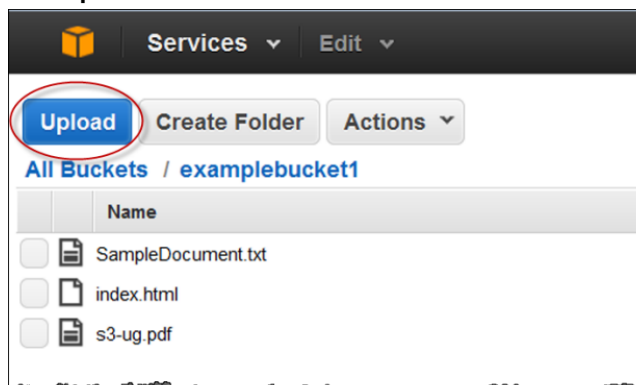 Services Edit
Upload Create Folder Actions
All Buckets / examplebucket1
Name
SampleDocument.txt
index.html
s3-ug.pdf